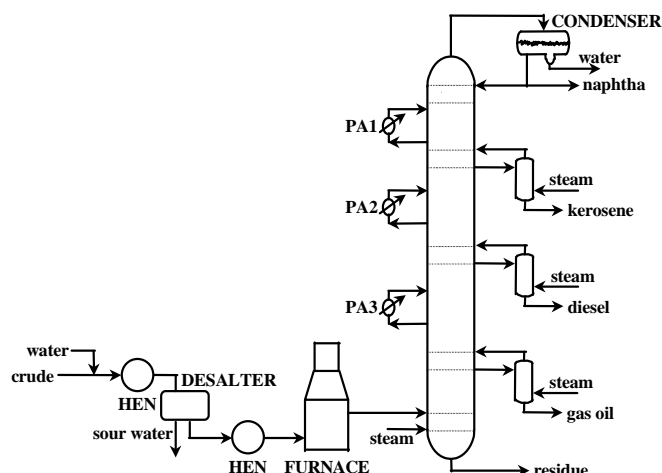 CONDENSER
water
naphtha
PA1
steam
kerosene
PA2
steam
diesel
PA3
water
crude
HEN
DESALTER
steam
gas oil
sour water
HEN
FURNACE
steam
residue